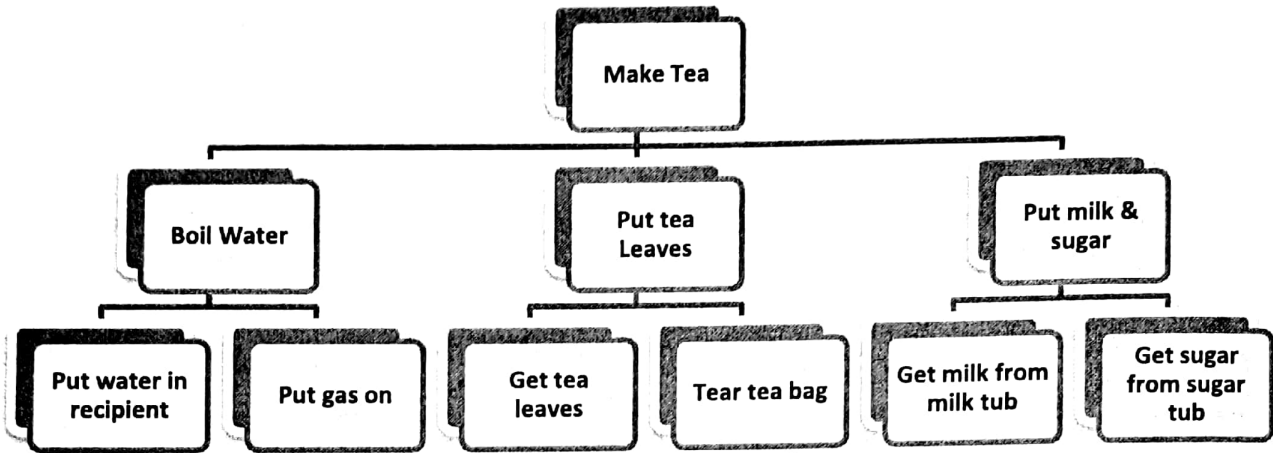 Make Tea
Boil Water
Put tea
Leaves
Put milk &
sugar
Put water in
recipient
Put gas on
Get tea
leaves
Tear tea bag
Get milk from
milk tub
Get sugar
from sugar
tub